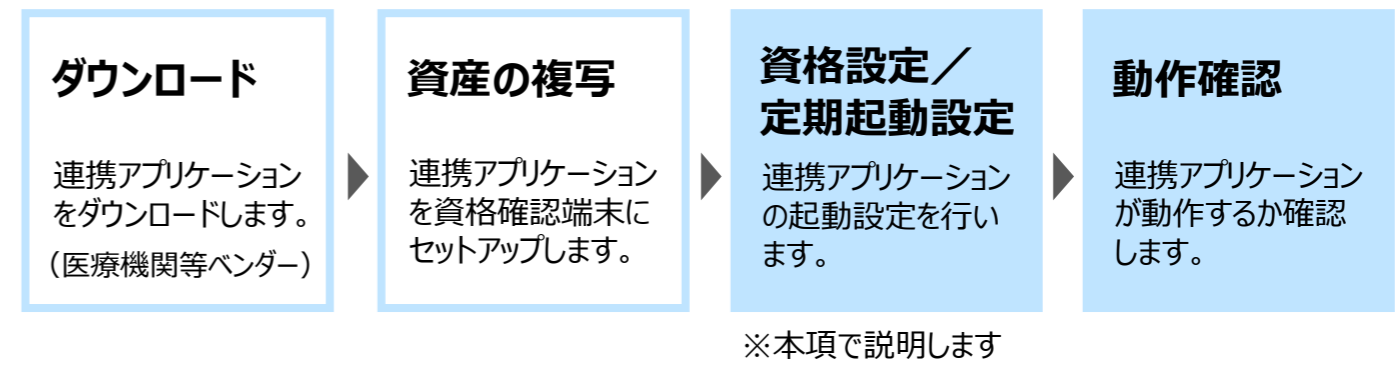 ダウンロード
連携アプリケーション
をダウンロードします。
（医療機関等ベンダー）
資産の複写
連携アプリケーション
を資格確認端末に
セットアップします。
資格設定／
定期起動設定
連携アプリケーション
の起動設定を行い
ます。
動作確認
連携アプリケーション
が動作するか確認
します。
※本項で説明します